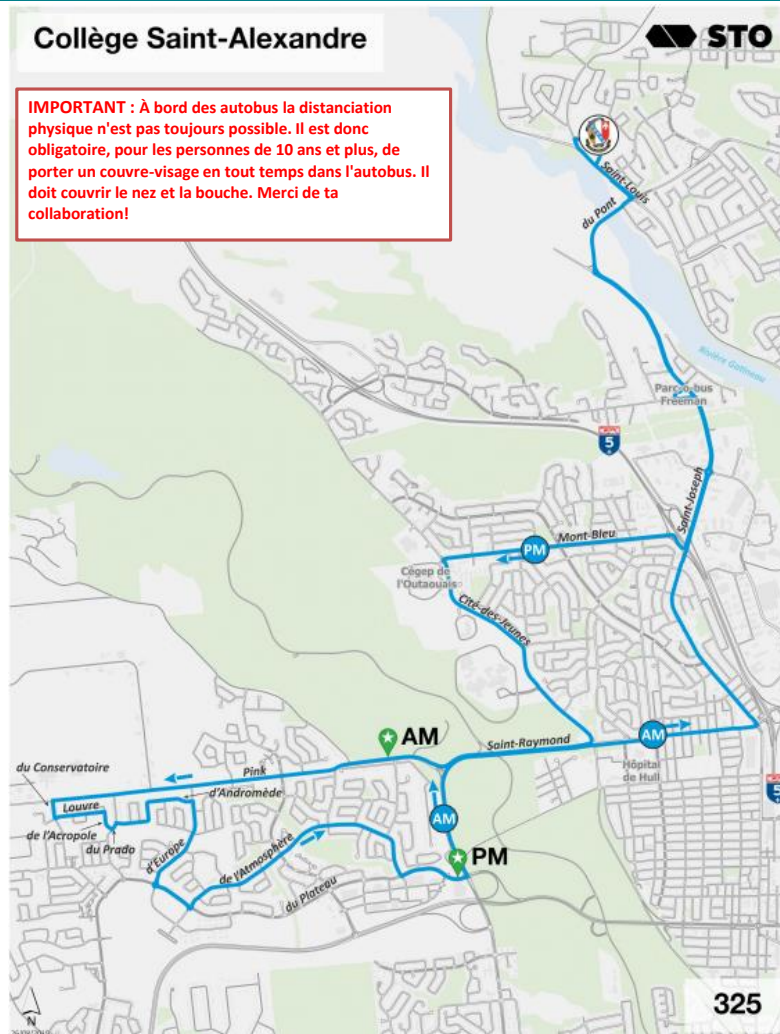 Collège Saint-Alexandre
STO
IMPORTANT : À bord des autobus la distanciation
physique n'est pas toujours possible. Il est donc
obligatoire, pour les personnes de 10 ans et plus, de
porter un couvre-visage en tout temps dans l'autobus. Il
doit couvrir le nez et la bouche. Merci de ta
collaboration!
Saint-Louis
du Pont
Rivière Gatineau
Parc-o-bus
Freeman
5
Saint-Joseph
Mont-Bleu
PM
Cégep de
l'Outaouais
Cité-des-Jeunes
AM
Saint-Raymond
AM
Hôpital
de Hull
Pink
du Conservatoire
d'Andromède
5
Louvre
AM
de l'Acropole
du Prado
d'Europe
de l'Atmosphère
PM
du Plateau
325
N